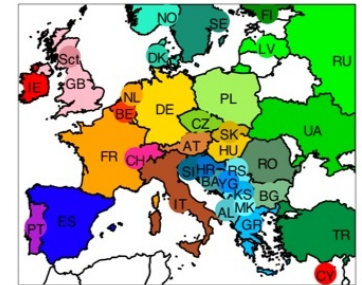 NO
SE
FI
LV
RU
DK
Sct
IE
GB
NL
BE
DE
PL
CZ
UA
SK
AT
HU
FR
CH
SI
HR
RS
RO
BA
YG
IT
KS
BG
MK
AL
GR
PT
ES
TR
CY